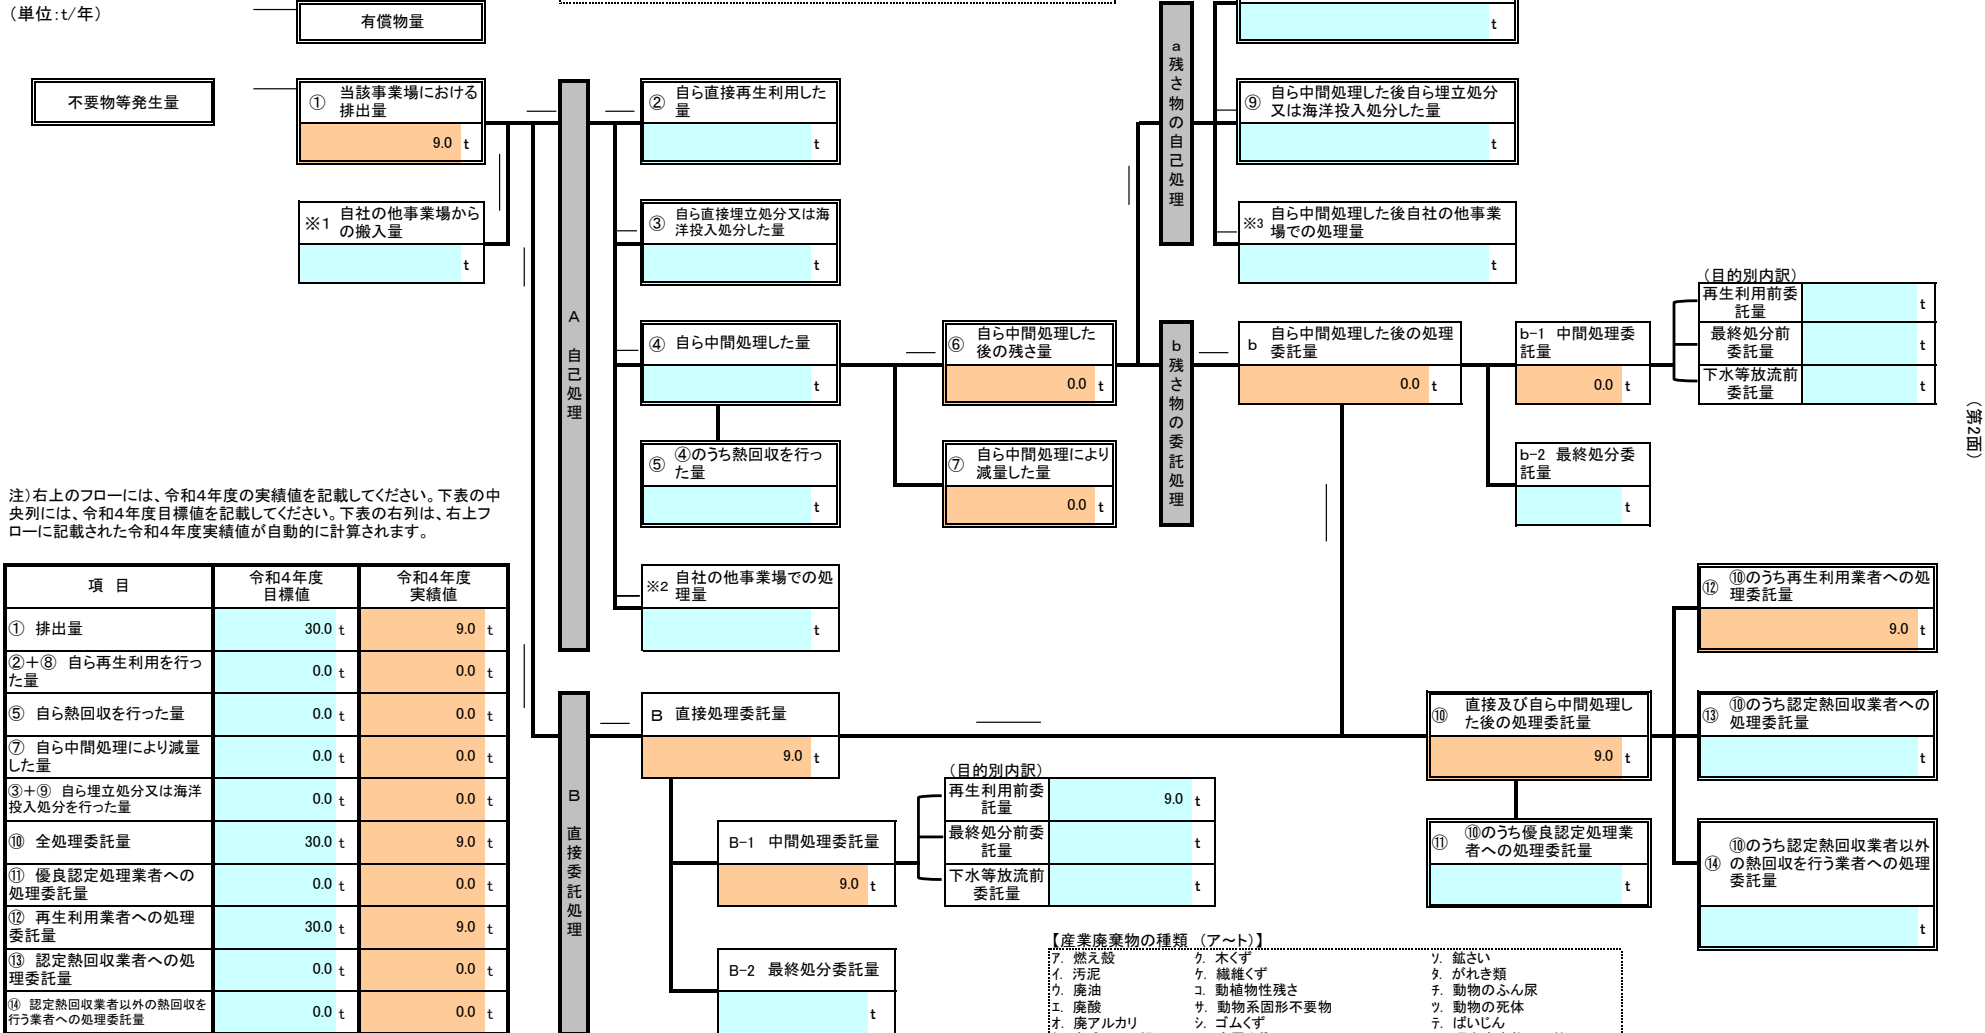 （単位：t/年）
有償物量
t
不要物等発生量
① 当該事業場における
排出量
9.0 t
② 自ら直接再生利用した
量
t
⑨ 自ら中間処理した後自ら埋立処分
又は海洋投入処分した量
t
a 残さ物の自己処理
※1 自社の他事業場から
の搬入量
t
③ 自ら直接埋立処分又は海
洋投入処分した量
t
※3 自ら中間処理した後自社の他事業
場での処理量
t
A 自己処理
④ 自ら中間処理した量
t
⑥ 自ら中間処理した
後の残さ量
0.0 t
b 残さ物の委託処理
b 自ら中間処理した後の処理
委託量
0.0 t
b-1 中間処理委
託量
0.0 t
（目的別内訳）
再生利用前委
託量
t
最終処分前
委託量
t
下水等放流前
委託量
t
（第2面）
⑤ ④のうち熱回収を行っ
た量
t
⑦ 自ら中間処理により
減量した量
0.0 t
b-2 最終処分委
託量
t
注）右上のフローには、令和４年度の実績値を記載してください。下表の中
央列には、令和４年度目標値を記載してください。下表の右列は、右上フ
ローに記載された令和４年度実績値が自動的に計算されます。
※2 自社の他事業場での処
理量
t
項 目
令和４年度
目標値
令和４年度
実績値
① 排出量 30.0 t 9.0 t
②＋⑧ 自ら再生利用を行っ
た量 0.0 t 0.0 t
⑤ 自ら熱回収を行った量 0.0 t 0.0 t
⑦ 自ら中間処理により減量
した量 0.0 t 0.0 t
③＋⑨ 自ら埋立処分又は海洋
投入処分を行った量 0.0 t 0.0 t
⑩ 全処理委託量 30.0 t 9.0 t
⑪ 優良認定処理業者への
処理委託量 0.0 t 0.0 t
⑫ 再生利用業者への処理
委託量 30.0 t 9.0 t
⑬ 認定熱回収業者への処
理委託量 0.0 t 0.0 t
⑭ 認定熱回収業者以外の熱回収を
行う業者への処理委託量 0.0 t 0.0 t
B 直接委託処理
B 直接処理委託量
9.0 t
B-1 中間処理委託量
9.0 t
B-2 最終処分委託量
t
（目的別内訳）
再生利用前委
託量
9.0 t
最終処分前委
託量
t
下水等放流前
委託量
t
⑩ 直接及び自ら中間処理し
た後の処理委託量
9.0 t
⑪ ⑩のうち優良認定処理業
者への処理委託量
t
⑫ ⑩のうち再生利用業者への処
理委託量
9.0 t
⑬ ⑩のうち認定熱回収業者への
処理委託量
t
⑭ ⑩のうち認定熱回収業者以外
の熱回収を行う業者への処理
委託量
t
【産業廃棄物の種類 （ア～ト）】
ア. 燃え殻 ク. 木くず ソ. 鉱さい
イ. 汚泥 ケ. 繊維くず タ. がれき類
ウ. 廃油 コ. 動植物性残さ チ. 動物のふん尿
エ. 廃酸 サ. 動物系固形不要物 ツ. 動物の死体
オ. 廃アルカリ シ. ゴムくず テ. ばいじん